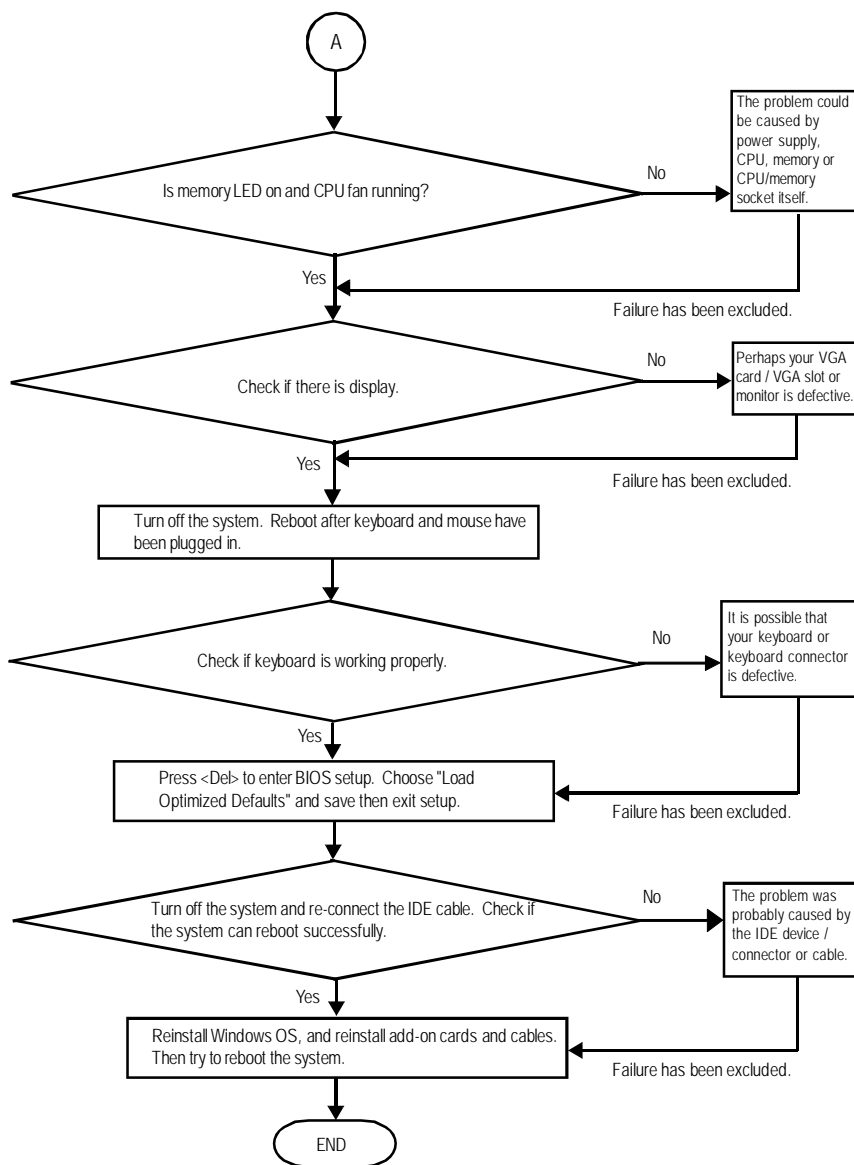 A
Is memory LED on and CPU fan running?
No
The problem could
be caused by
power supply,
CPU, memory or
CPU/memory
socket itself.
Yes
Failure has been excluded.
Check if there is display.
No
Perhaps your VGA
card / VGA slot or
monitor is defective.
Yes
Failure has been excluded.
Turn off the system. Reboot after keyboard and mouse have
been plugged in.
Check if keyboard is working properly.
No
It is possible that
your keyboard or
keyboard connector
is defective.
Yes
Press <Del> to enter BIOS setup. Choose "Load
Optimized Defaults" and save then exit setup.
Failure has been excluded.
Turn off the system and re-connect the IDE cable. Check if
the system can reboot successfully.
No
The problem was
probably caused by
the IDE device /
connector or cable.
Yes
Reinstall Windows OS, and reinstall add-on cards and cables.
Then try to reboot the system.
Failure has been excluded.
END